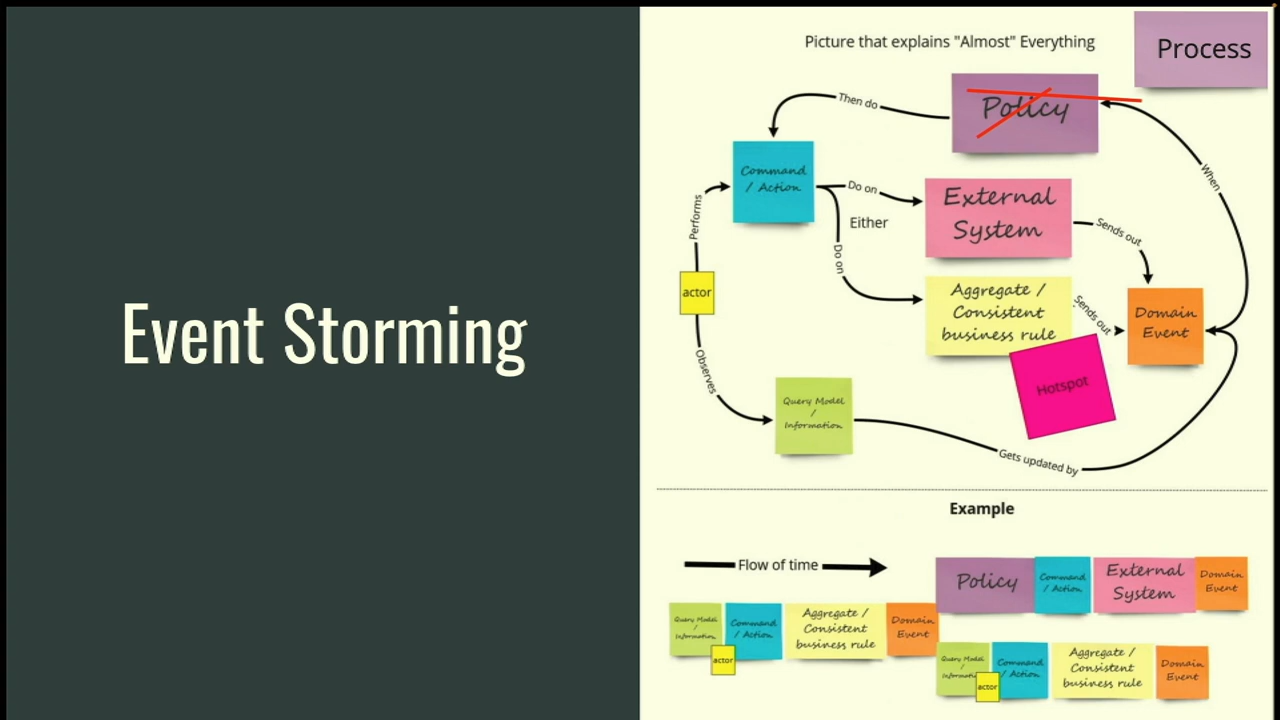 Event Storming
Picture that explains "Almost" Everything
Process
Policy
Then do
When
Command
/ Action
Do on
Either
Do on
External
System
Sends out
Performs
actor
Observes
Aggregate /
Consistent
business rule
Sends out
Domain
Event
Hotspot
Query Model
/
Information
Gets updated by
Example
Flow of time
Policy
Command
/ Action
External
System
Domain
Event
Query Model
/
Information
actor
Command
/ Action
Aggregate /
Consistent
business rule
Domain
Event
Query Model
/
Information
actor
Command
/ Action
Aggregate /
Consistent
business rule
Domain
Event